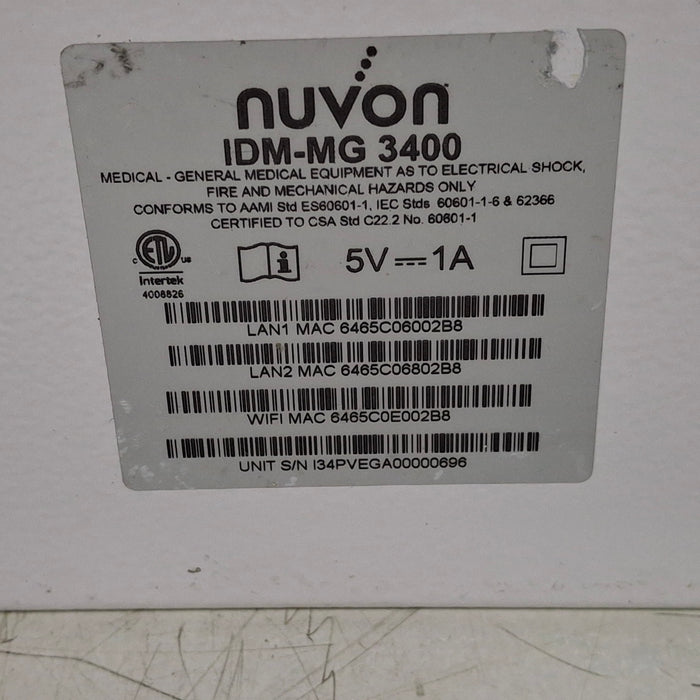 nuvon
IDM-MG 3400
MEDICAL - GENERAL MEDICAL EQUIPMENT AS TO ELECTRICAL SHOCK,
FIRE AND MECHANICAL HAZARDS ONLY
CONFORMS TO AAMI Std ES60601-1, IEC Stds 60601-1-6 & 62366
CERTIFIED TO CSA Std C22.2 No. 60601-1
c ETL us
Intertek
4008826
i
5V⎓1A
LAN1 MAC 6465C06002B8
LAN2 MAC 6465C06802B8
WIFI MAC 6465C0E002B8
UNIT S/N I34PVEGA00000696